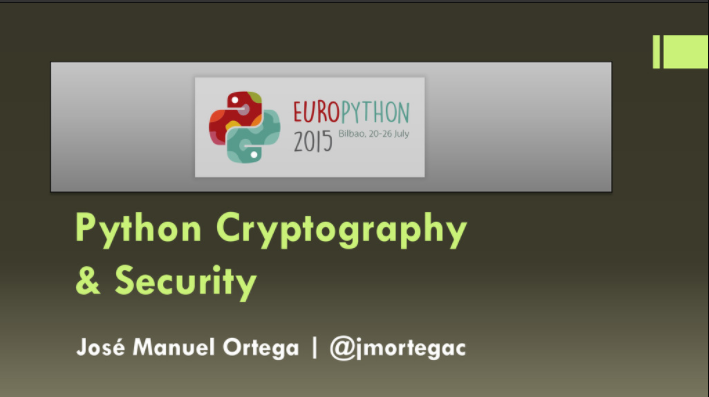 EUROPYTHON
2015 Bilbao, 20-26 July
Python Cryptography
& Security
José Manuel Ortega | @jmortegac